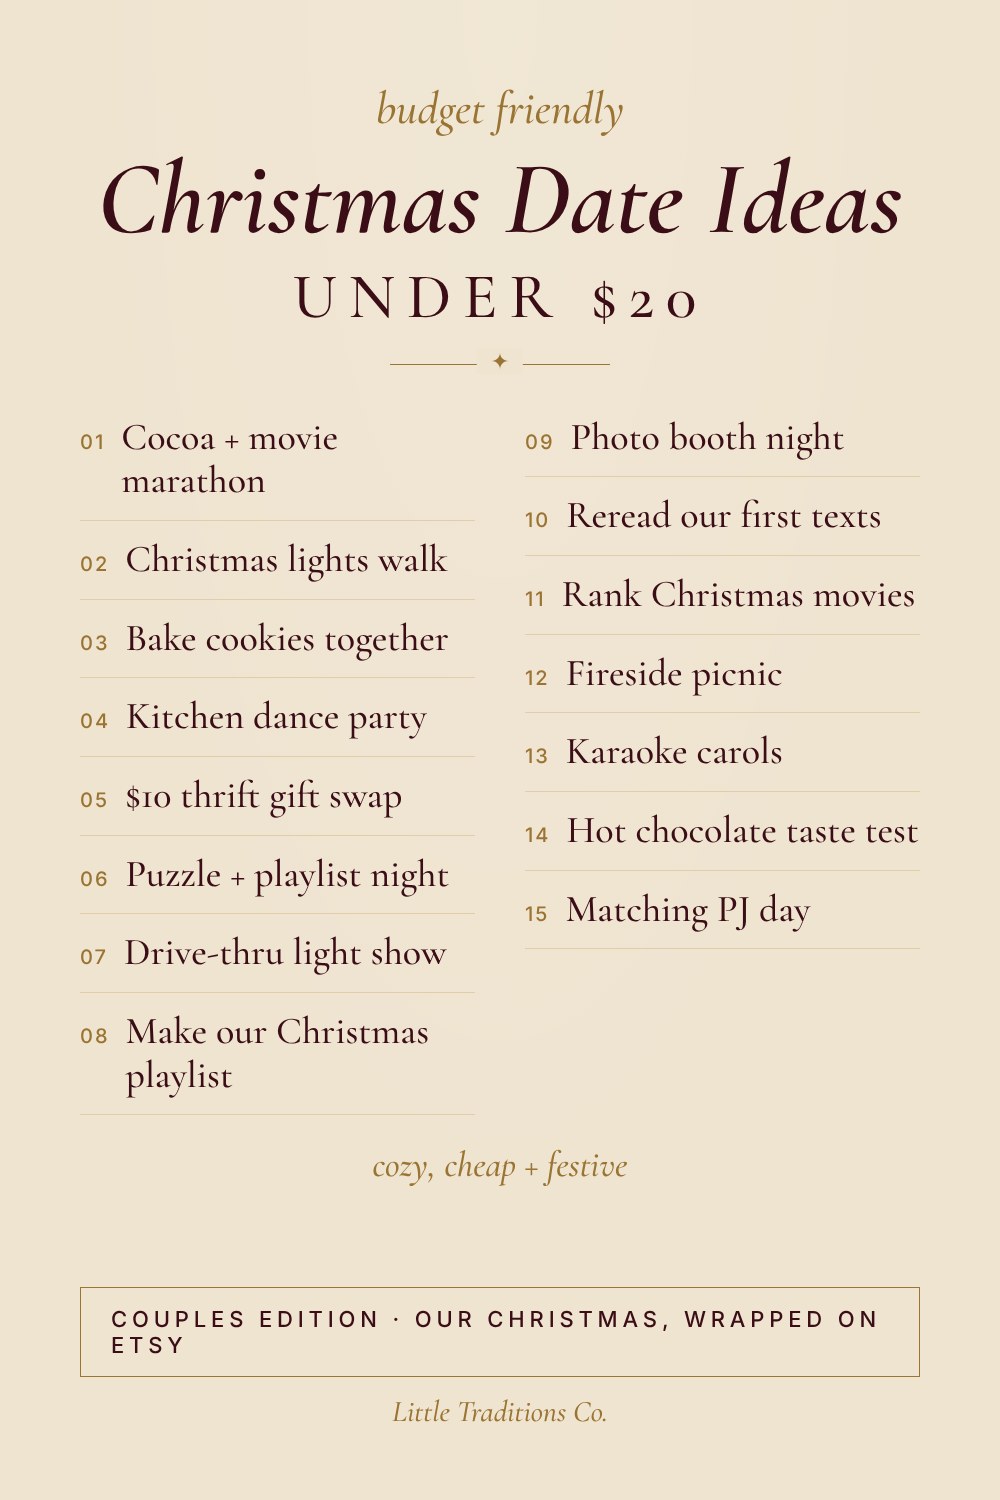 budget friendly
Christmas Date Ideas
UNDER $20
✦
01 Cocoa + movie
marathon
02 Christmas lights walk
03 Bake cookies together
04 Kitchen dance party
05 $10 thrift gift swap
06 Puzzle + playlist night
07 Drive-thru light show
08 Make our Christmas
playlist
09 Photo booth night
10 Reread our first texts
11 Rank Christmas movies
12 Fireside picnic
13 Karaoke carols
14 Hot chocolate taste test
15 Matching PJ day
cozy, cheap + festive
COUPLES EDITION · OUR CHRISTMAS, WRAPPED ON
ETSY
Little Traditions Co.